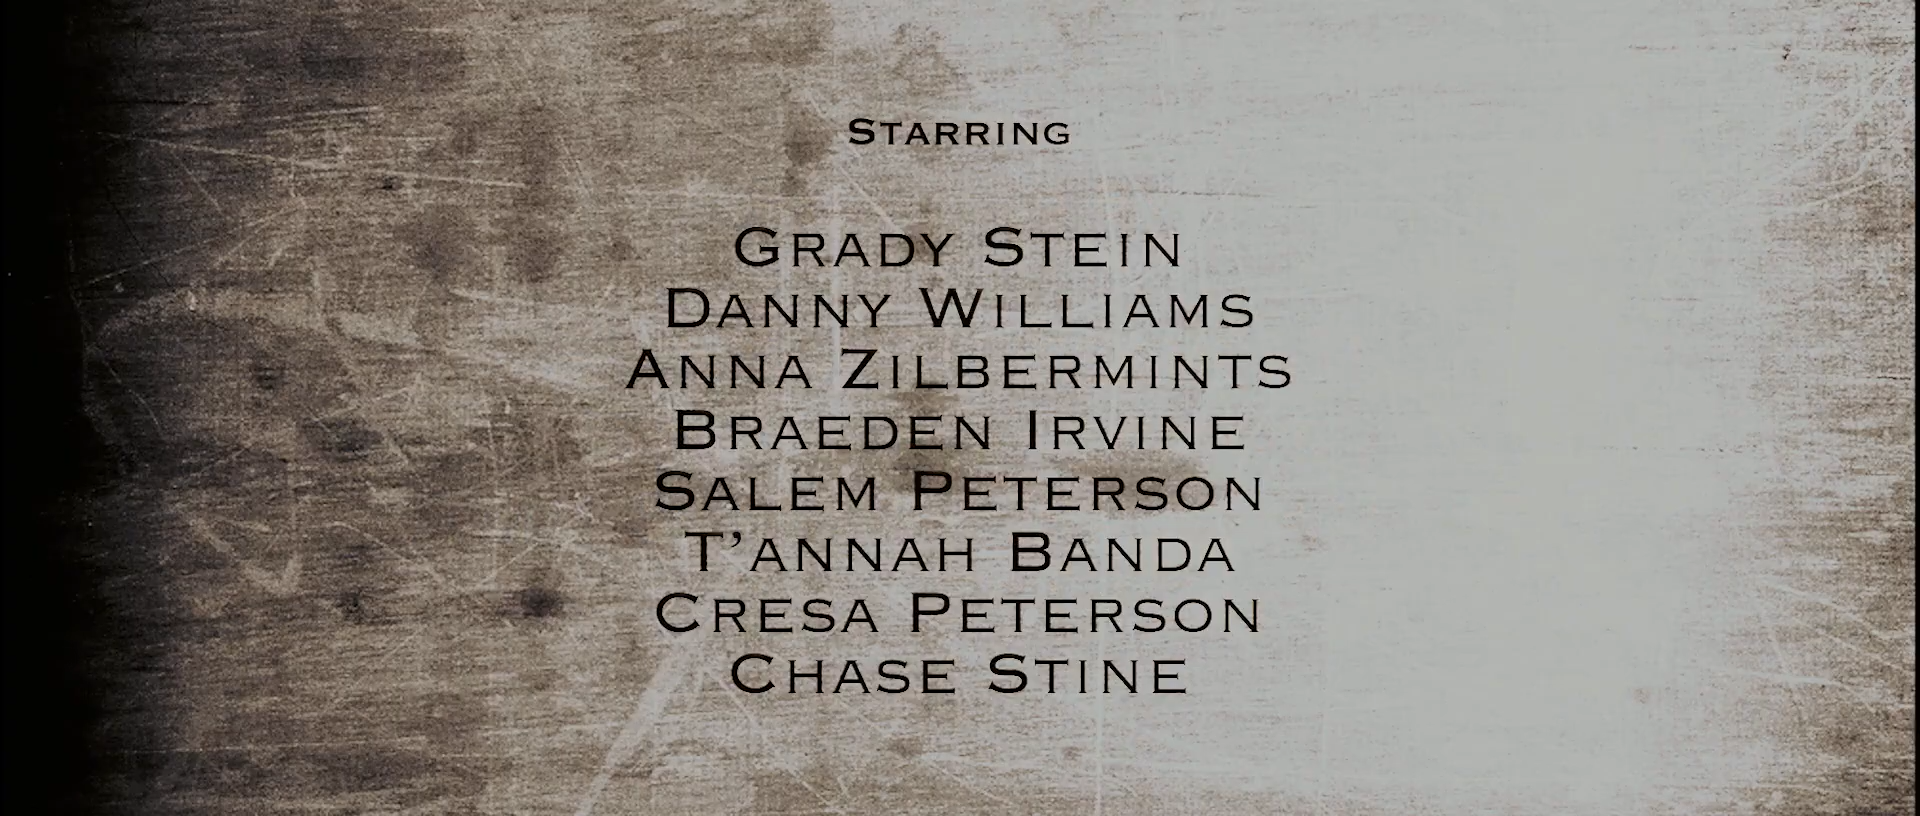 Starring
Grady Stein
Danny Williams
Anna Zilbermints
Braeden Irvine
Salem Peterson
T’annah Banda
Cresa Peterson
Chase Stine